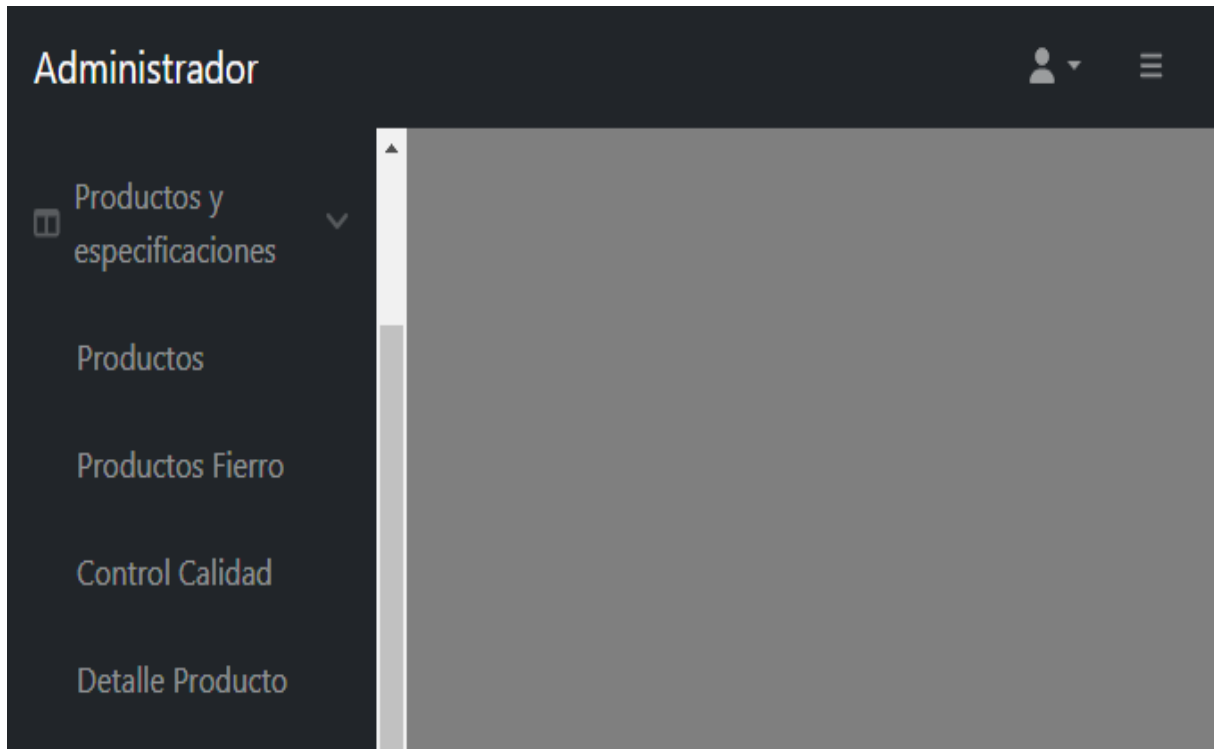 Administrador
Productos y
especificaciones
Productos
Productos Fierro
Control Calidad
Detalle Producto